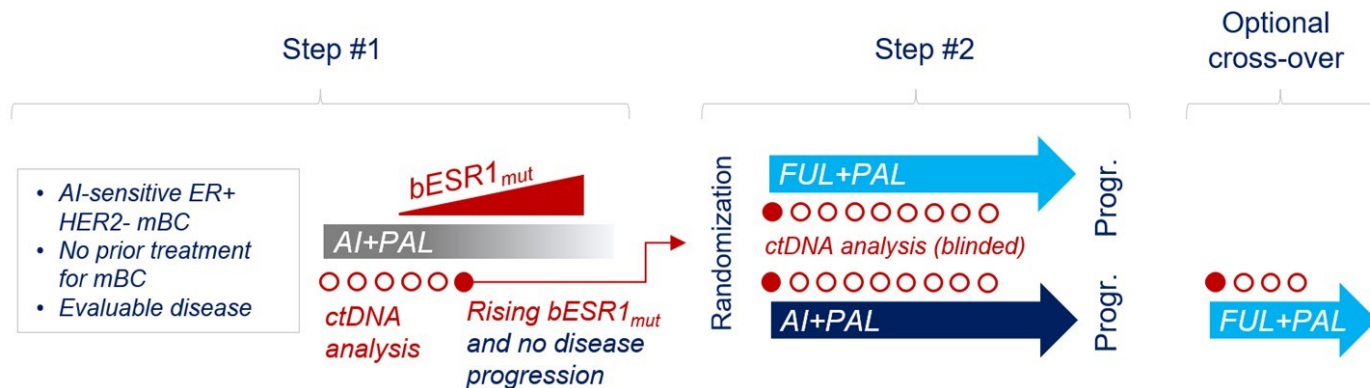 Step #1
Step #2
Optional
cross-over
• AI-sensitive ER+
HER2- mBC
• No prior treatment
for mBC
• Evaluable disease
bESR1mut
AI+PAL
ctDNA
analysis
Rising bESR1mut
and no disease
progression
Randomization
FUL+PAL
ctDNA analysis (blinded)
AI+PAL
Progr.
Progr.
FUL+PAL